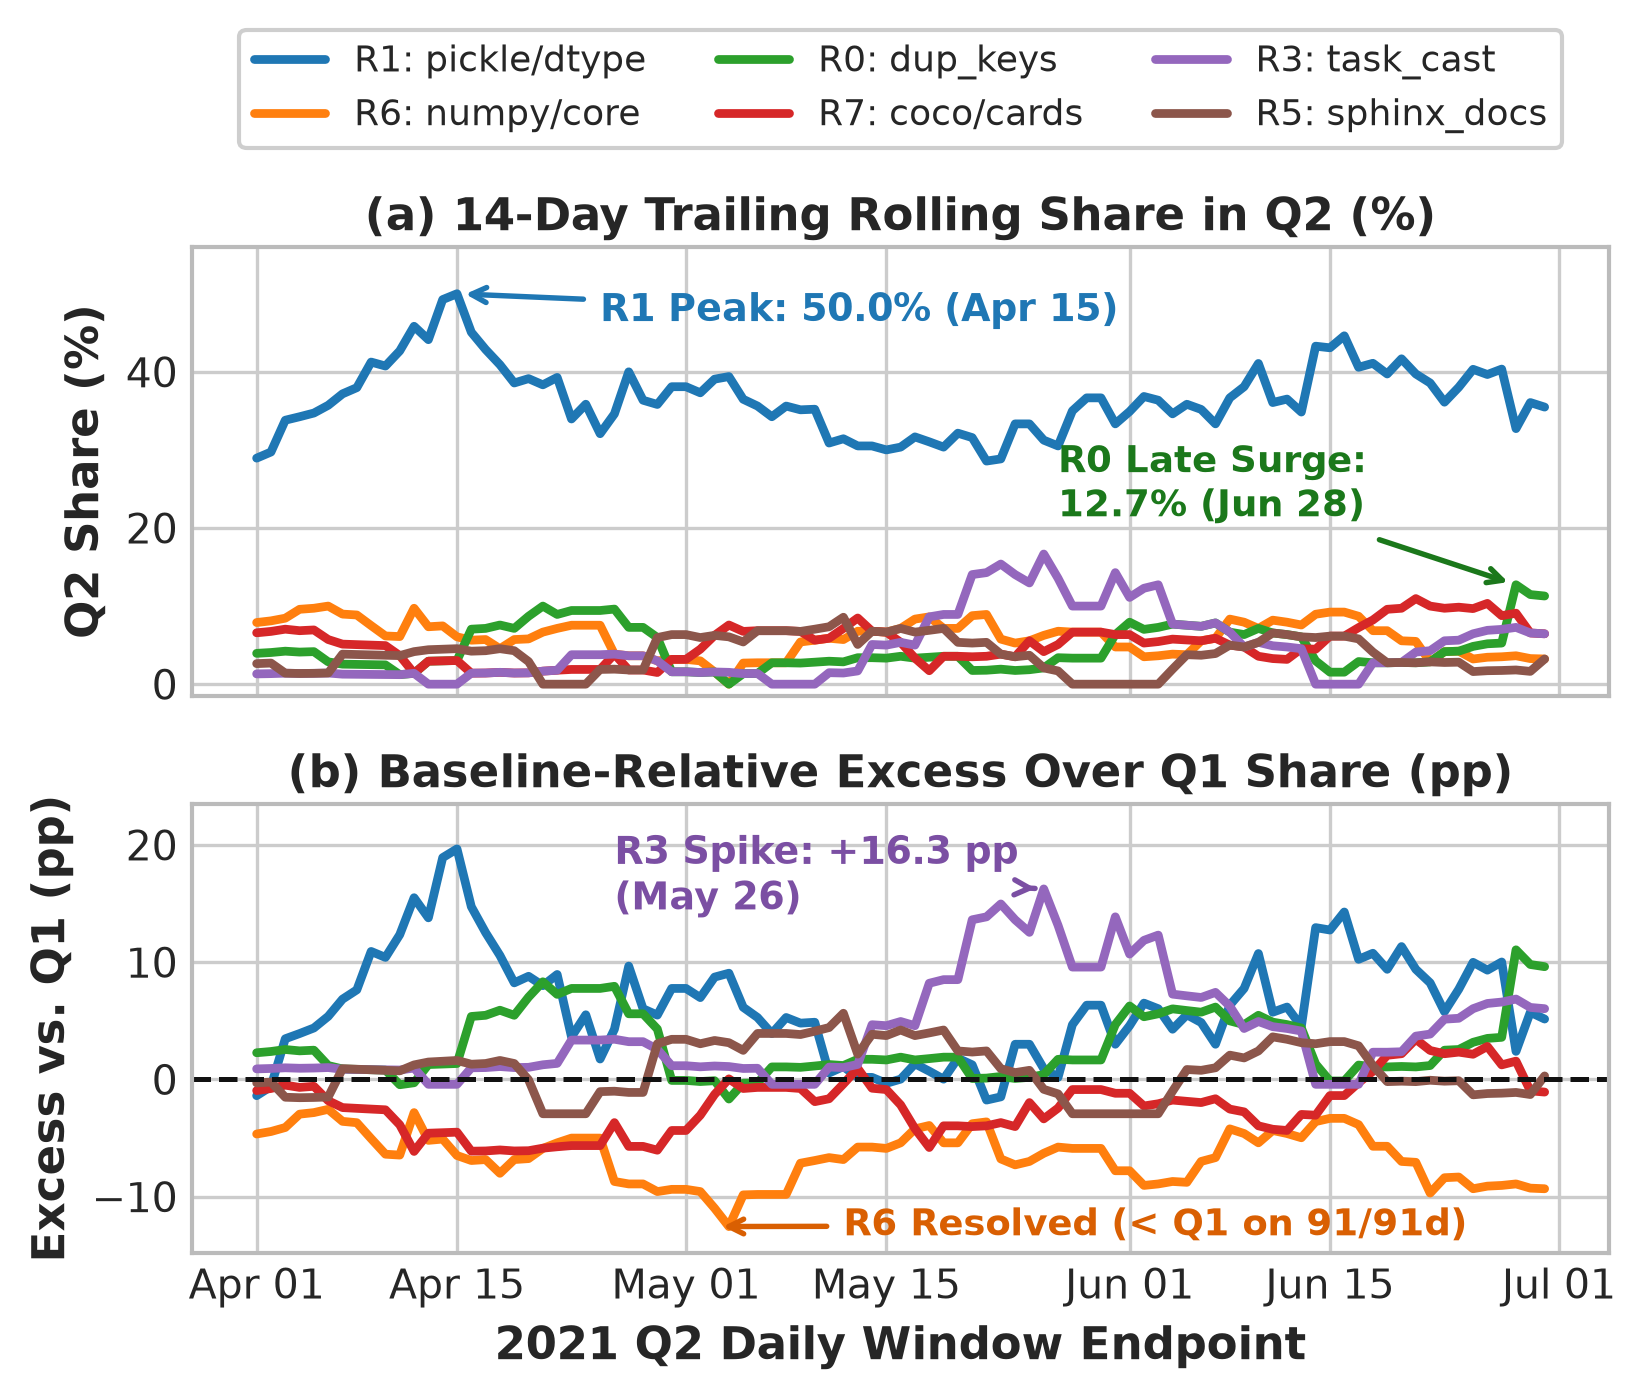 R1: pickle/dtype
R0: dup_keys
R3: task_cast
R6: numpy/core
R7: coco/cards
R5: sphinx_docs
(a) 14-Day Trailing Rolling Share in Q2 (%)
Q2 Share (%)
40
20
0
R1 Peak: 50.0% (Apr 15)
R0 Late Surge:
12.7% (Jun 28)
(b) Baseline-Relative Excess Over Q1 Share (pp)
Excess vs. Q1 (pp)
20
10
0
−10
R3 Spike: +16.3 pp
(May 26)
R6 Resolved (< Q1 on 91/91d)
Apr 01
Apr 15
May 01
May 15
Jun 01
Jun 15
Jul 01
2021 Q2 Daily Window Endpoint